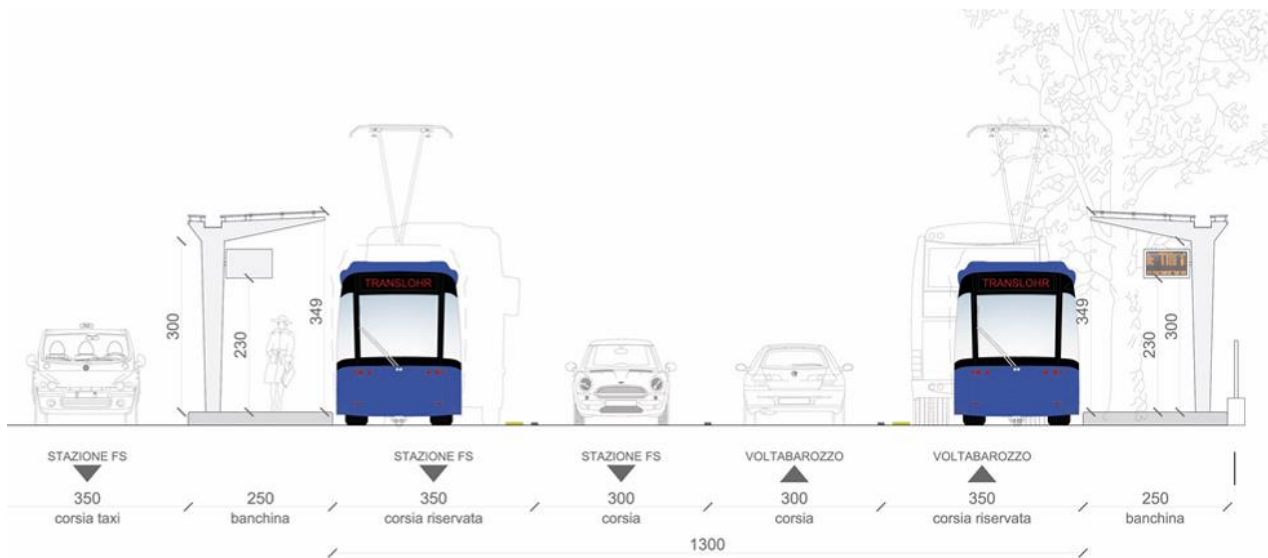 TRANSLOHR
TRANSLOHR
300
230
349
349
230
300
STAZIONE FS
STAZIONE FS
STAZIONE FS
VOLTABAROZZO
VOLTABAROZZO
350
250
350
300
300
350
250
corsia taxi
banchina
corsia riservata
corsia
corsia
corsia riservata
banchina
1300